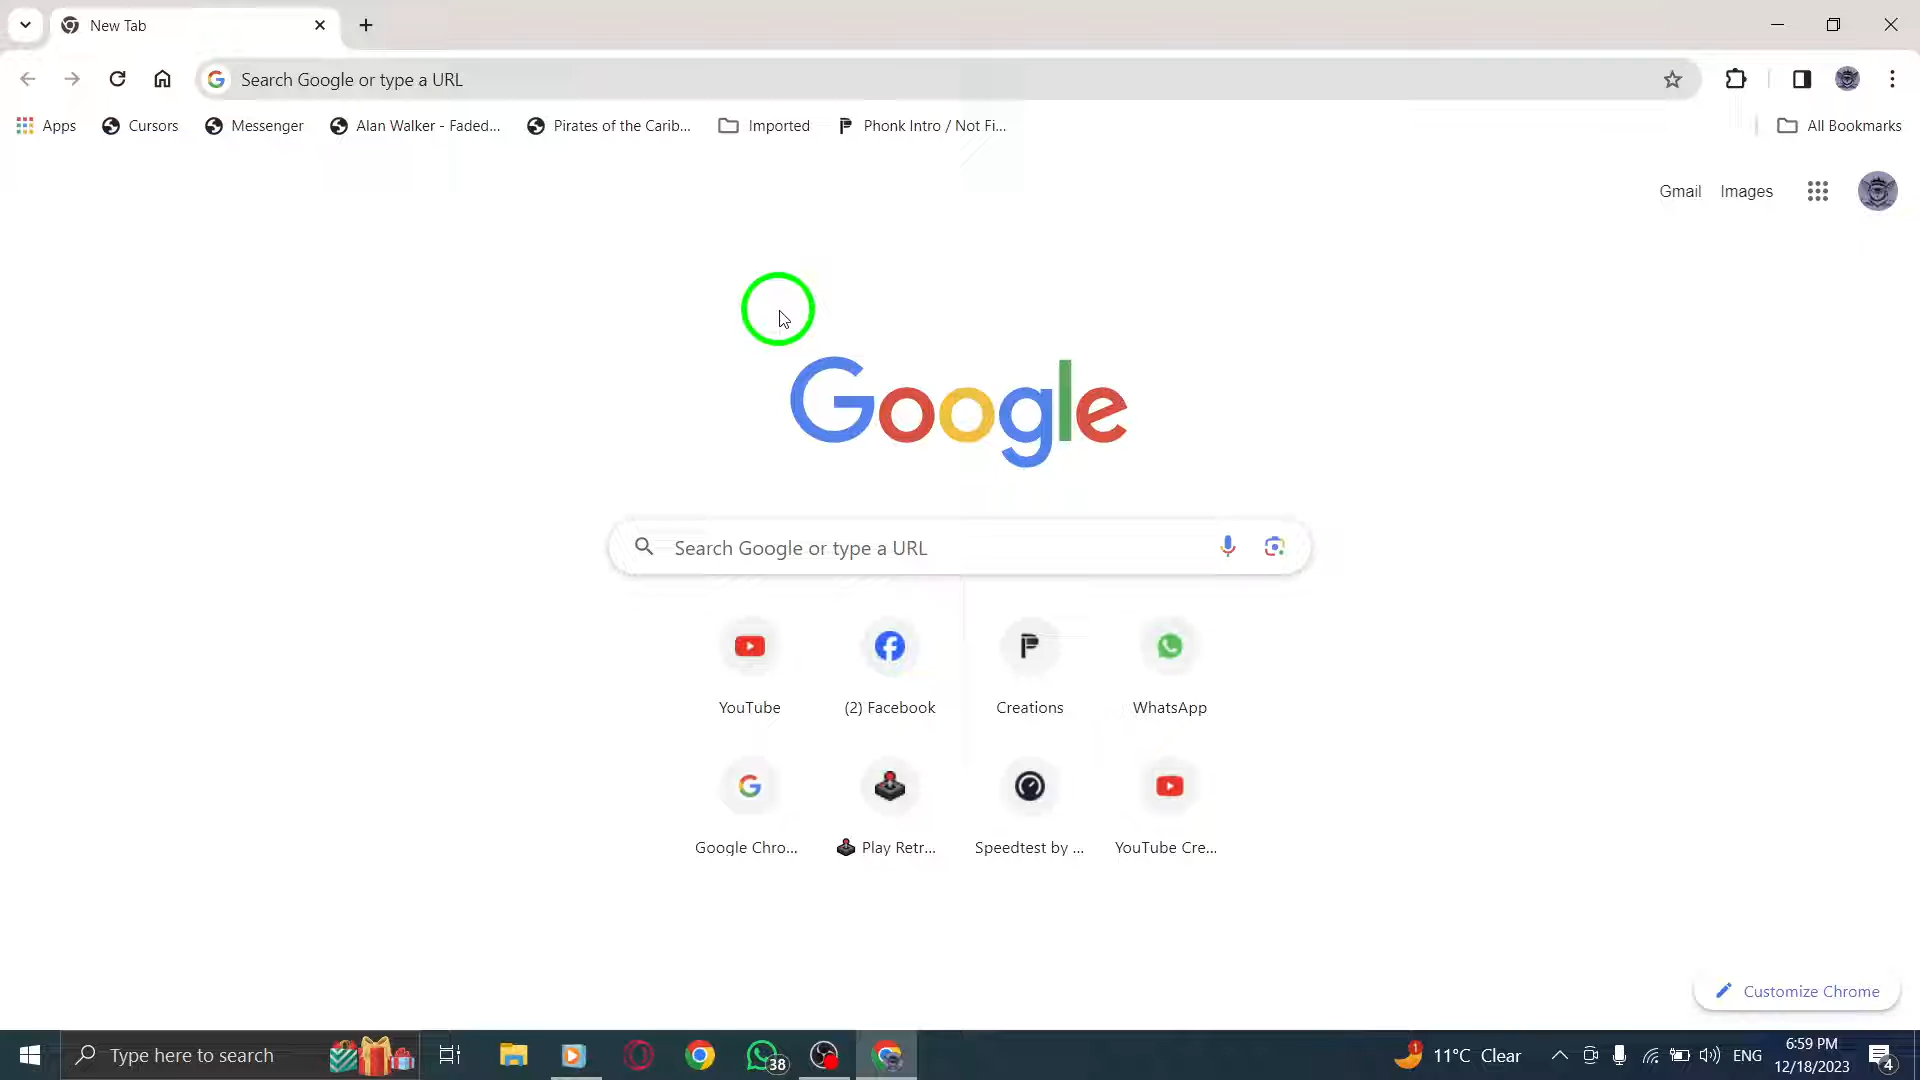 New Tab
Search Google or type a URL
Apps
Cursors
Messenger
Alan Walker - Faded...
Pirates of the Carib...
Imported
Phonk Intro / Not Fi...
All Bookmarks
Gmail
Images
Google
Search Google or type a URL
YouTube
(2) Facebook
Creations
WhatsApp
Google Chro...
Play Retr...
Speedtest by ...
YouTube Cre...
Customize Chrome
Type here to search
38
1
11°C Clear
ENG
6:59 PM
12/18/2023
4